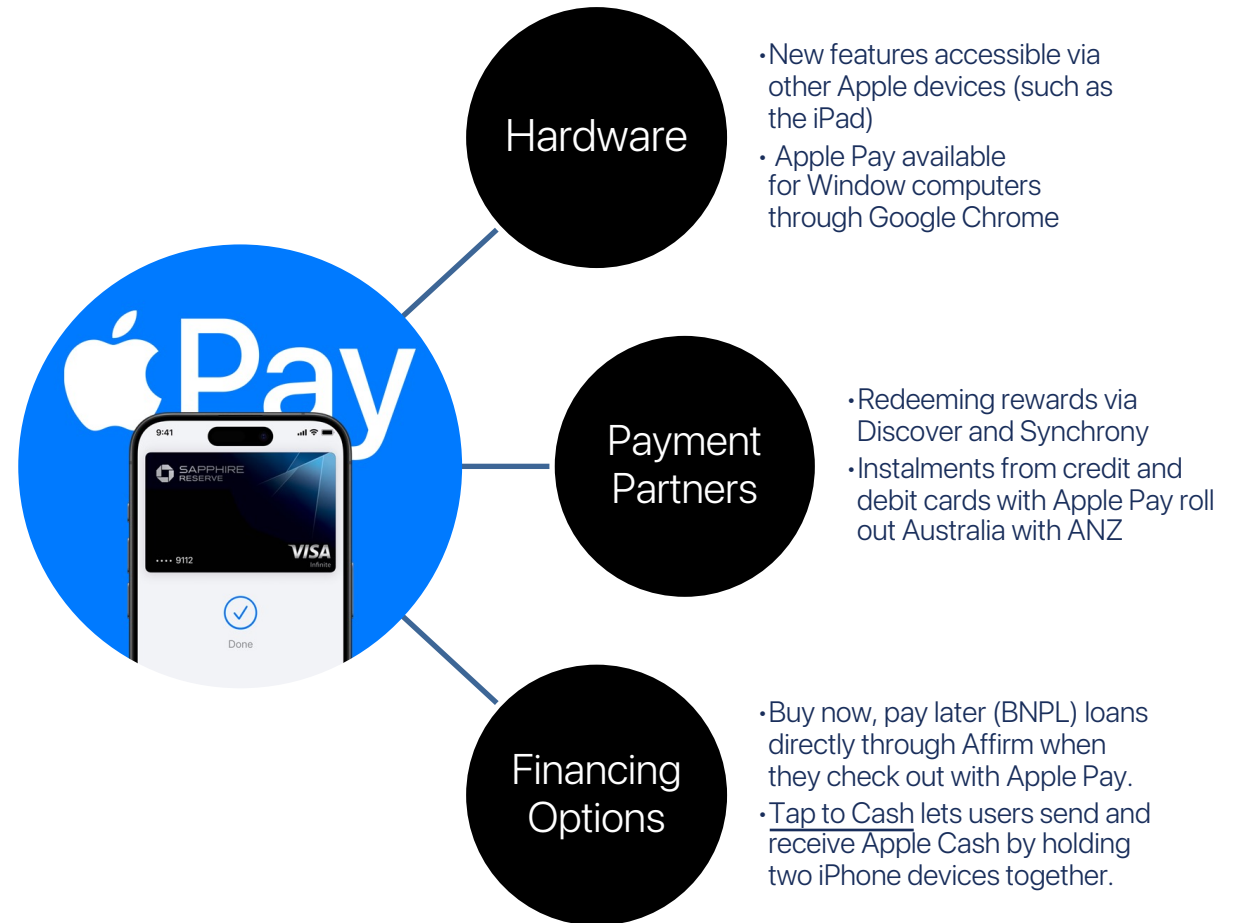 Hardware
•New features accessible via
other Apple devices (such as
the iPad)
• Apple Pay available
for Window computers
through Google Chrome
Pay
9:41
SAPPHIRE
RESERVE
•••• 9112
VISA
Infinite
Done
Payment
Partners
•Redeeming rewards via
Discover and Synchrony
•Instalments from credit and
debit cards with Apple Pay roll
out Australia with ANZ
Financing
Options
•Buy now, pay later (BNPL) loans
directly through Affirm when
they check out with Apple Pay.
•Tap to Cash lets users send and
receive Apple Cash by holding
two iPhone devices together.